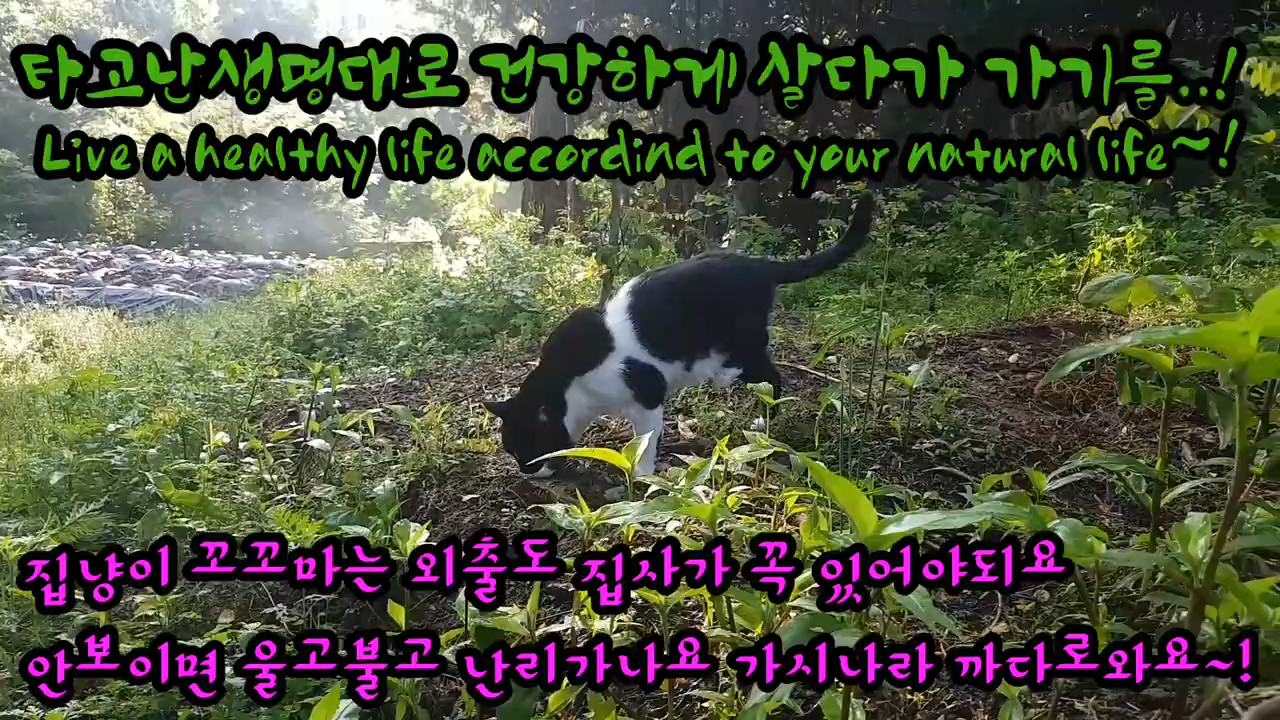 타고난생명대로 건강하게 살다가 가기를..!
Live a healthy life accordind to your natural life~!
집냥이 꼬꼬마는 외출도 집사가 꼭 있어야되요
안보이면 울고불고 난리가나요 가시나라 까다로와요~!